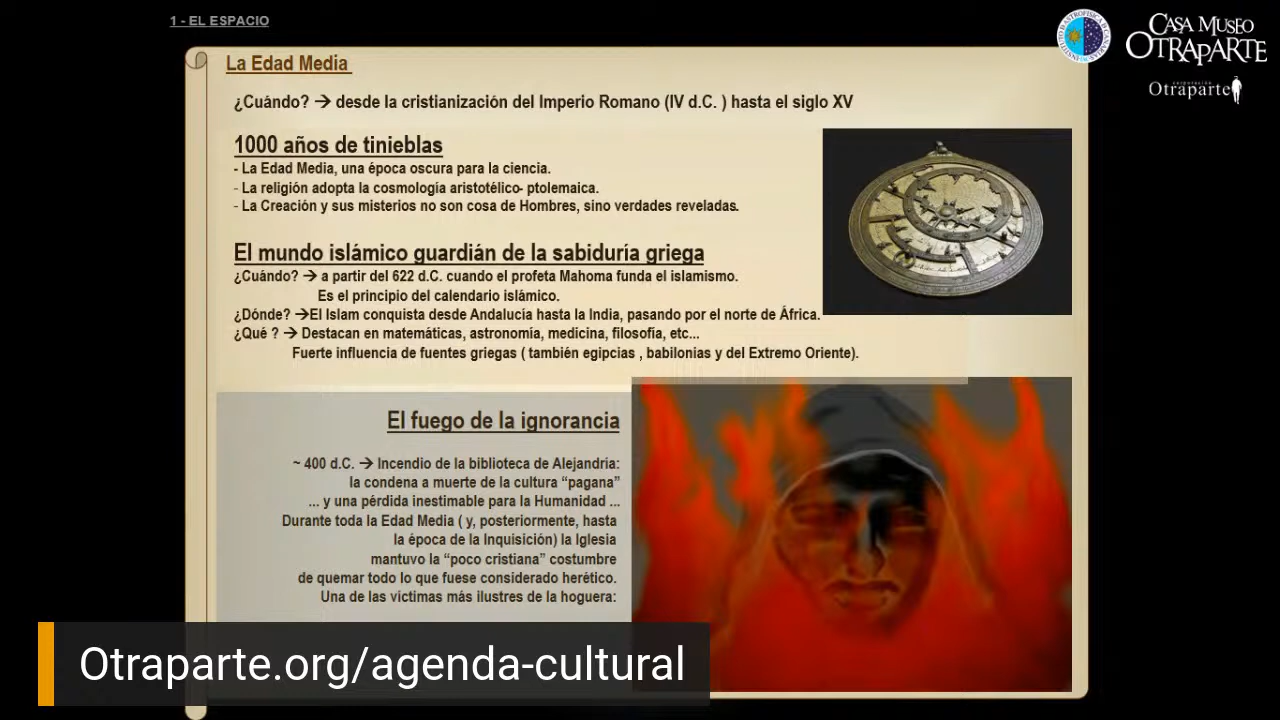 1 - EL ESPACIO
CASA MUSEO
OTRAPARTE
corporación
Otraparte
La Edad Media
¿Cuándo? → desde la cristianización del Imperio Romano (IV d.C. ) hasta el siglo XV
1000 años de tinieblas
- La Edad Media, una época oscura para la ciencia.
- La religión adopta la cosmología aristotélico- ptolemaica.
- La Creación y sus misterios no son cosa de Hombres, sino verdades reveladas.
El mundo islámico guardián de la sabiduría griega
¿Cuándo? → a partir del 622 d.C. cuando el profeta Mahoma funda el islamismo.
Es el principio del calendario islámico.
¿Dónde? →El Islam conquista desde Andalucía hasta la India, pasando por el norte de África.
¿Qué ? → Destacan en matemáticas, astronomía, medicina, filosofía, etc...
Fuerte influencia de fuentes griegas ( también egipcias , babilonias y del Extremo Oriente).
El fuego de la ignorancia
~ 400 d.C. → Incendio de la biblioteca de Alejandría:
la condena a muerte de la cultura “pagana”
... y una pérdida inestimable para la Humanidad ...
Durante toda la Edad Media ( y, posteriormente, hasta
la época de la Inquisición) la Iglesia
mantuvo la “poco cristiana” costumbre
de quemar todo lo que fuese considerado herético.
Una de las víctimas más ilustres de la hoguera:
Otraparte.org/agenda-cultural